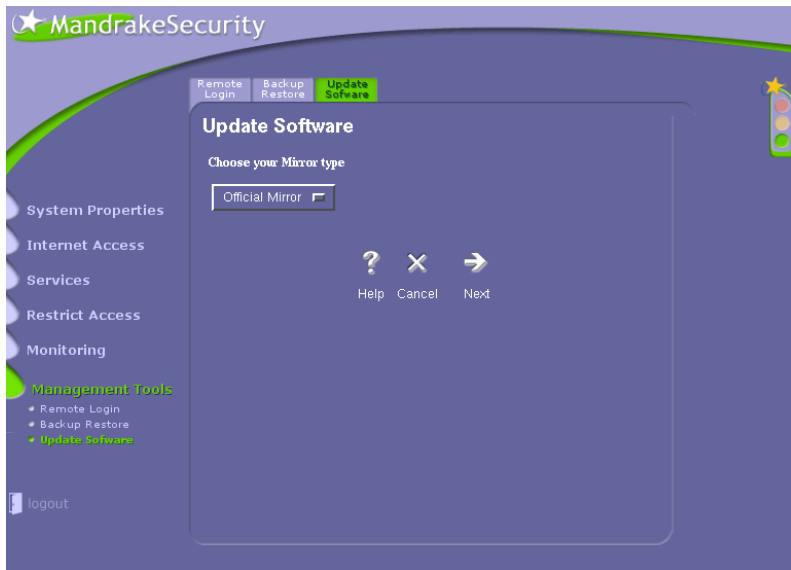 MandrakeSecurity
Remote Login
Backup Restore
Update Sofware
Update Software
Choose your Mirror type
Official Mirror
Help Cancel Next
System Properties
Internet Access
Services
Restrict Access
Monitoring
Management Tools
Remote Login
Backup Restore
Update Sofware
logout